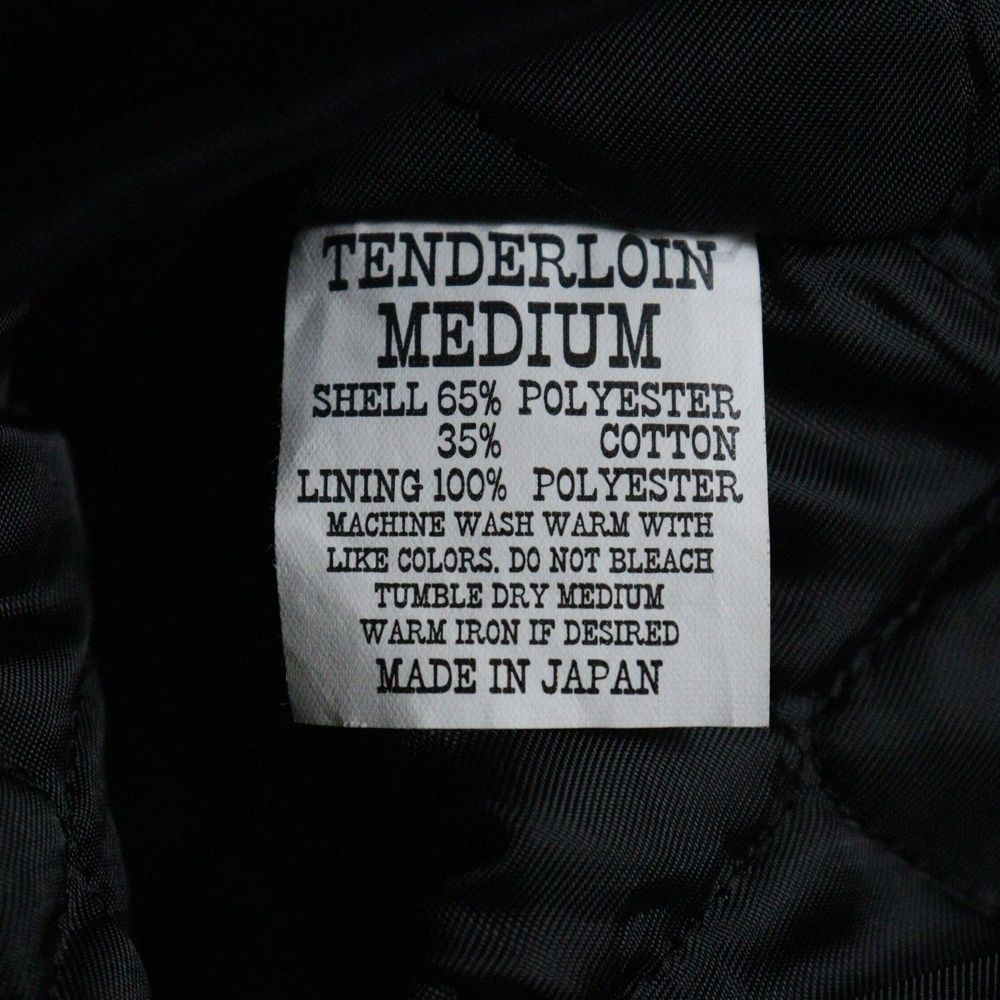 TENDERLOIN
MEDIUM
SHELL 65% POLYESTER
35% COTTON
LINING 100% POLYESTER
MACHINE WASH WARM WITH
LIKE COLORS. DO NOT BLEACH
TUMBLE DRY MEDIUM
WARM IRON IF DESIRED
MADE IN JAPAN